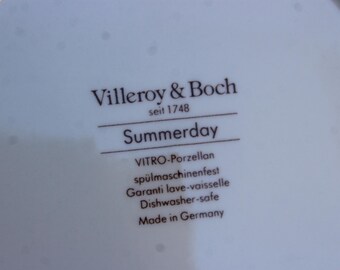 Villeroy & Boch
seit 1748
Summerday
VITRO-Porzellan
spülmaschinenfest
Garanti lave-vaisselle
Dishwasher-safe
Made in Germany